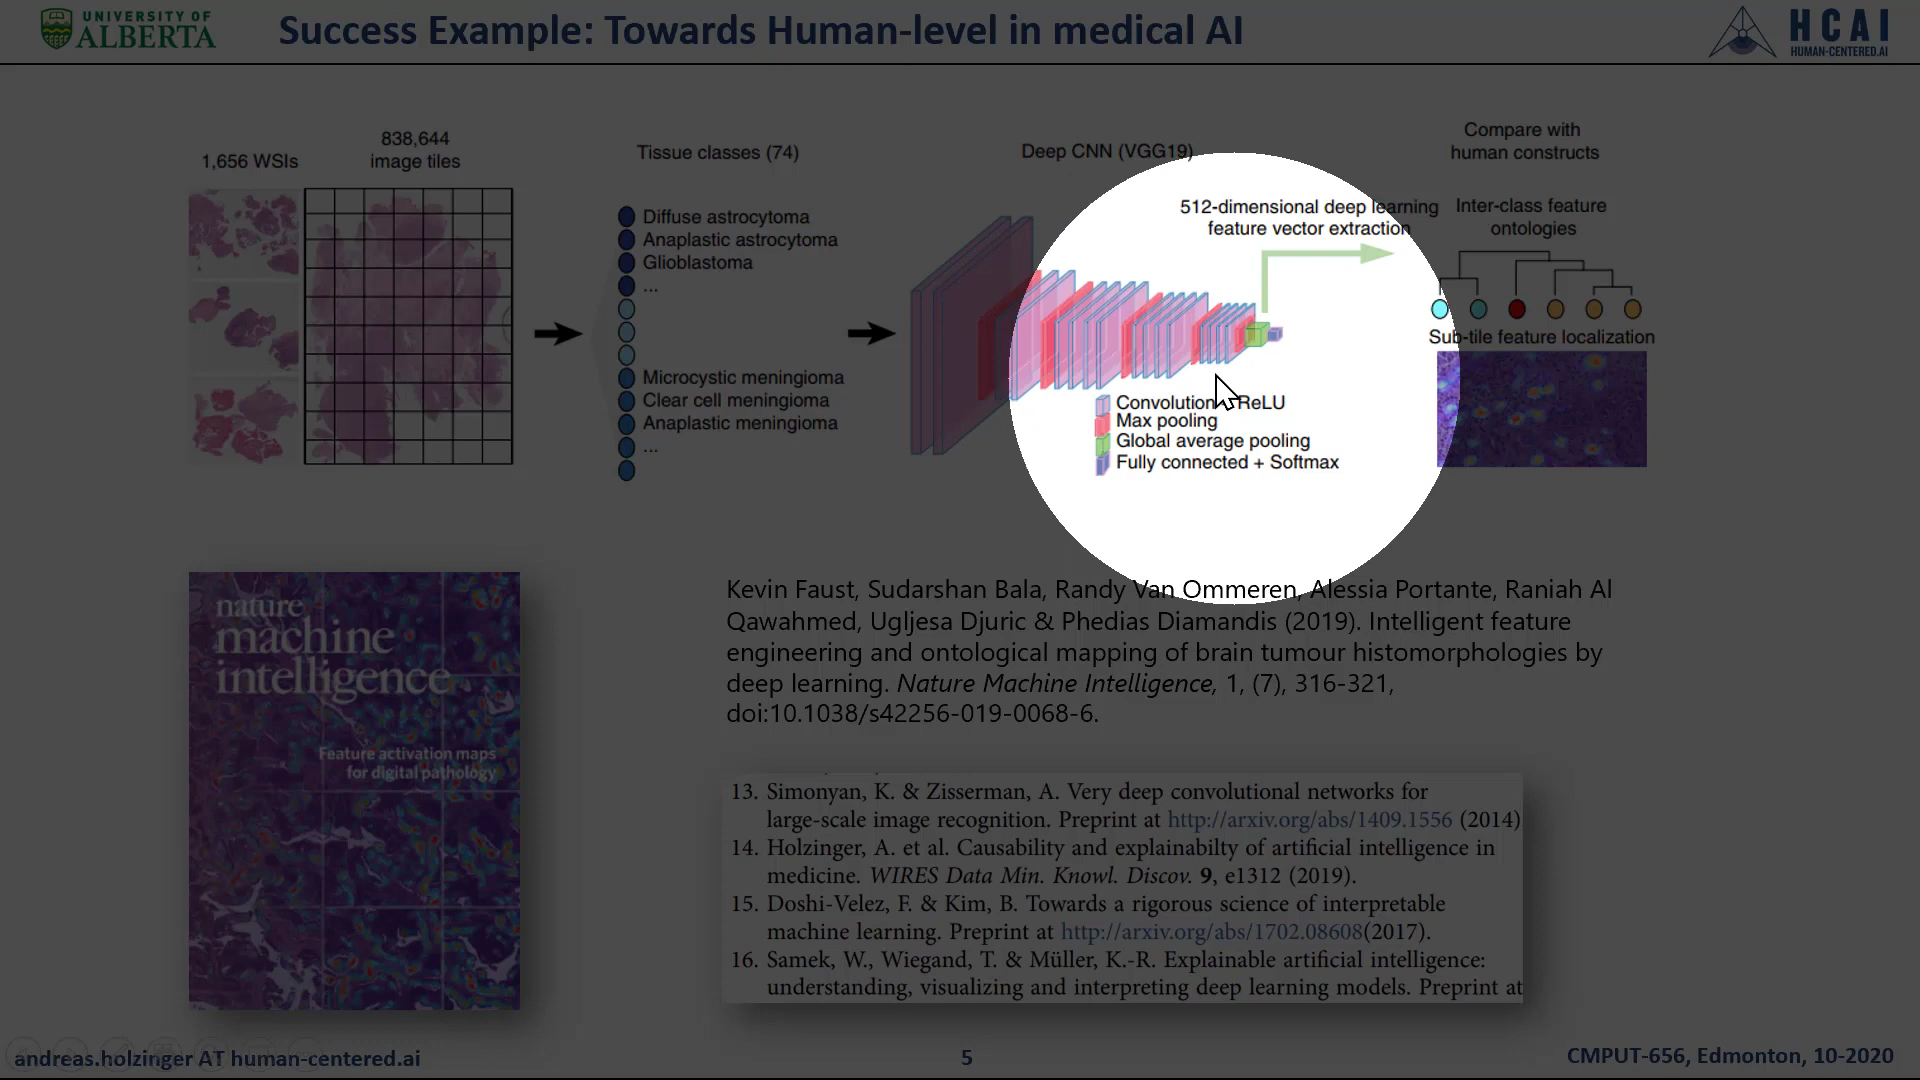 UNIVERSITY OF
ALBERTA
Success Example: Towards Human-level in medical AI
HCAI
HUMAN-CENTERED.AI
1,656 WSIs
838,644
image tiles
Tissue classes (74)
Diffuse astrocytoma
Anaplastic astrocytoma
Glioblastoma
...
Microcystic meningioma
Clear cell meningioma
Anaplastic meningioma
...
Deep CNN (VGG19)
512-dimensional deep learning
feature vector extraction
Convolution ReLU
Max pooling
Global average pooling
Fully connected + Softmax
Compare with
human constructs
Inter-class feature
ontologies
Sub-tile feature localization
nature
machine
intelligence
Feature activation maps
for digital pathology
Kevin Faust, Sudarshan Bala, Randy Van Ommeren, Alessia Portante, Raniah Al
Qawahmed, Ugljesa Djuric & Phedias Diamandis (2019). Intelligent feature
engineering and ontological mapping of brain tumour histomorphologies by
deep learning. Nature Machine Intelligence, 1, (7), 316-321,
doi:10.1038/s42256-019-0068-6.
13. Simonyan, K. & Zisserman, A. Very deep convolutional networks for
large-scale image recognition. Preprint at http://arxiv.org/abs/1409.1556 (2014)
14. Holzinger, A. et al. Causability and explainabilty of artificial intelligence in
medicine. WIRES Data Min. Knowl. Discov. 9, e1312 (2019).
15. Doshi-Velez, F. & Kim, B. Towards a rigorous science of interpretable
machine learning. Preprint at http://arxiv.org/abs/1702.08608(2017).
16. Samek, W., Wiegand, T. & Müller, K.-R. Explainable artificial intelligence:
understanding, visualizing and interpreting deep learning models. Preprint at
andreas.holzinger AT human-centered.ai
5
CMPUT-656, Edmonton, 10-2020